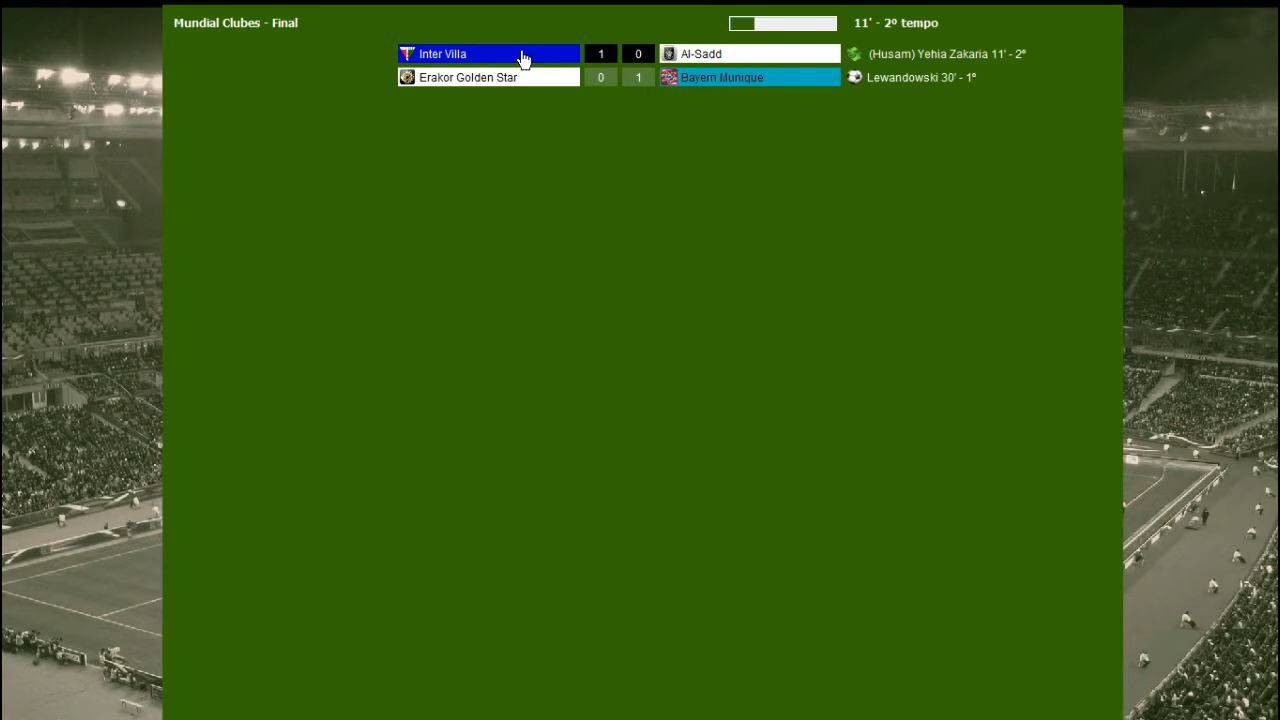 Mundial Clubes - Final 11' - 2º tempo
Inter Villa 1 0 Al-Sadd (Husam) Yehia Zakaria 11' - 2º
Erakor Golden Star 0 1 Bayern Munique Lewandowski 30' - 1º